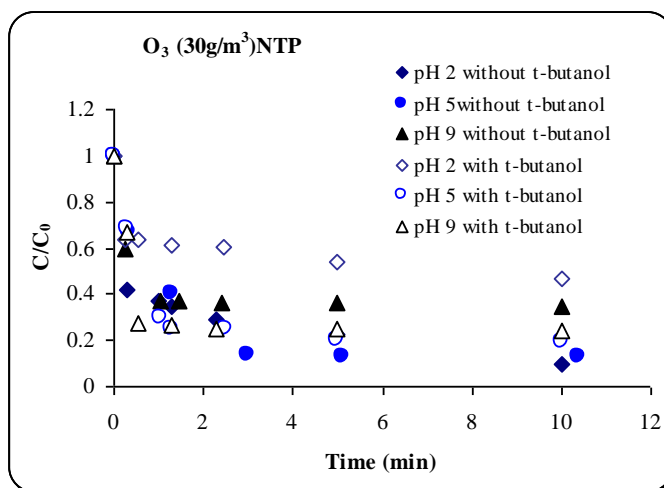 O₃ (30g/m³)NTP
pH 2 without t-butanol
pH 5without t-butanol
pH 9 without t-butanol
pH 2 with t-butanol
pH 5 with t-butanol
pH 9 with t-butanol
1.2
1
0.8
0.6
0.4
0.2
0
C/C₀
0 2 4 6 8 10 12
Time (min)